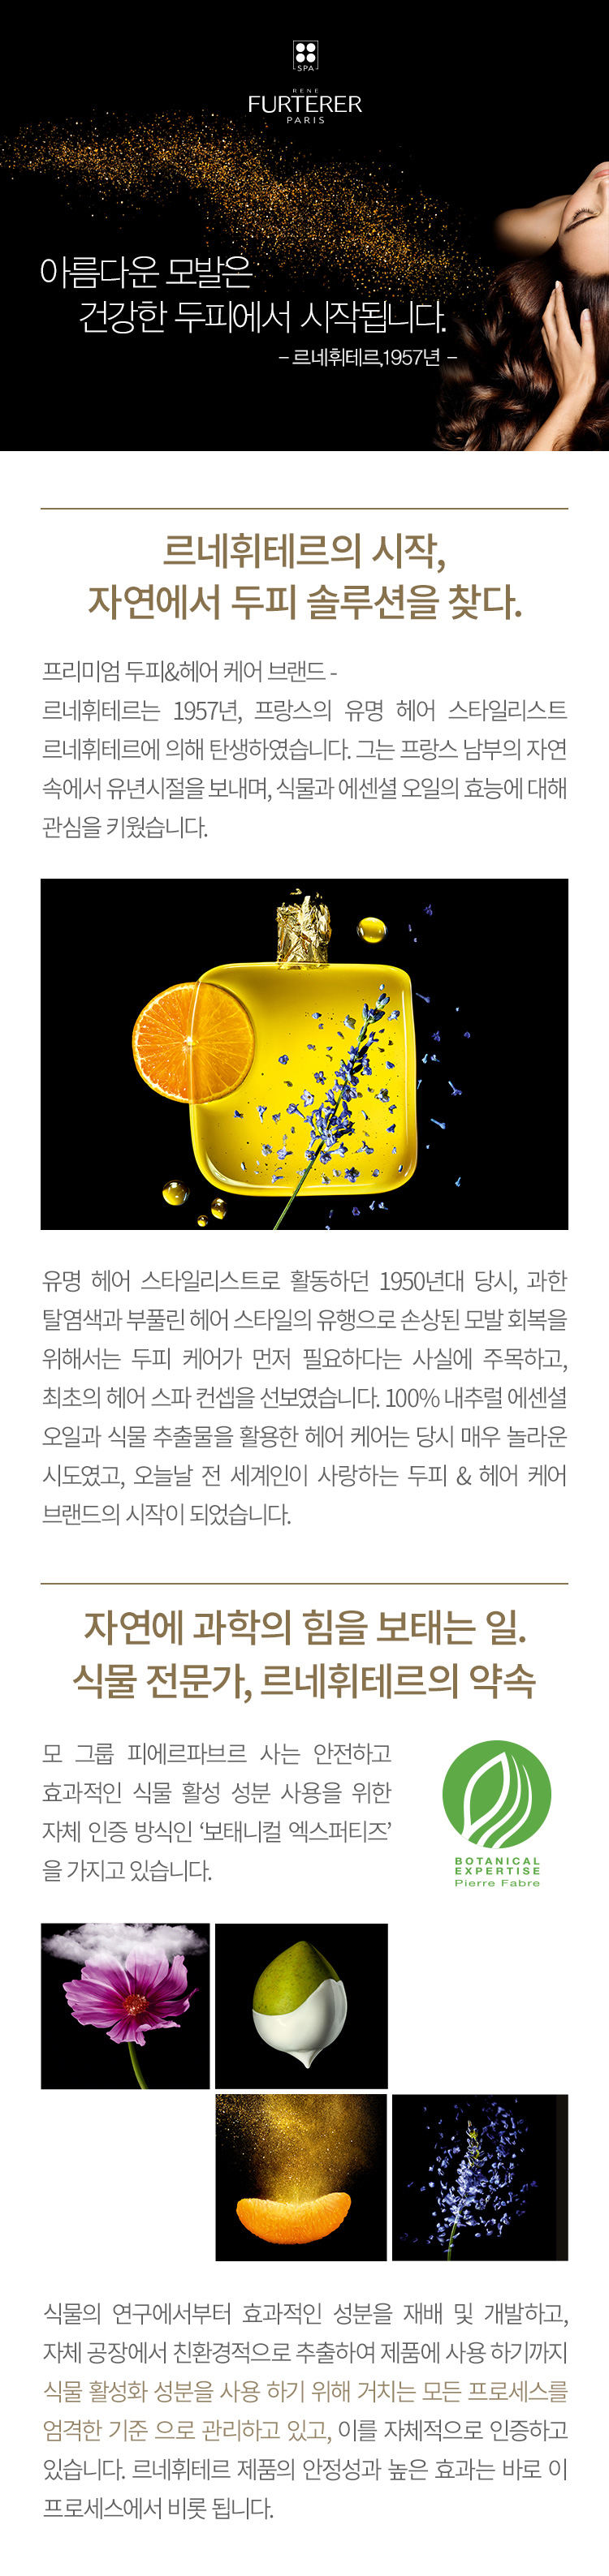 SPA
RENE
FURTERER
PARIS
아름다운 모발은
건강한 두피에서 시작됩니다.
– 르네휘테르,1957년 –
르네휘테르의 시작,
자연에서 두피 솔루션을 찾다.
프리미엄 두피&헤어 케어 브랜드 -
르네휘테르는 1957년, 프랑스의 유명 헤어 스타일리스트
르네휘테르에 의해 탄생하였습니다. 그는 프랑스 남부의 자연
속에서 유년시절을 보내며, 식물과 에센셜 오일의 효능에 대해
관심을 키웠습니다.
유명 헤어 스타일리스트로 활동하던 1950년대 당시, 과한
탈염색과 부풀린 헤어 스타일의 유행으로 손상된 모발 회복을
위해서는 두피 케어가 먼저 필요하다는 사실에 주목하고,
최초의 헤어 스파 컨셉을 선보였습니다. 100% 내추럴 에센셜
오일과 식물 추출물을 활용한 헤어 케어는 당시 매우 놀라운
시도였고, 오늘날 전 세계인이 사랑하는 두피 & 헤어 케어
브랜드의 시작이 되었습니다.
자연에 과학의 힘을 보태는 일.
식물 전문가, 르네휘테르의 약속
모 그룹 피에르파브르 사는 안전하고
효과적인 식물 활성 성분 사용을 위한
자체 인증 방식인 ‘보태니컬 엑스퍼티즈’
을 가지고 있습니다.
BOTANICAL
EXPERTISE
Pierre Fabre
식물의 연구에서부터 효과적인 성분을 재배 및 개발하고,
자체 공장에서 친환경적으로 추출하여 제품에 사용 하기까지
식물 활성화 성분을 사용 하기 위해 거치는 모든 프로세스를
엄격한 기준 으로 관리하고 있고, 이를 자체적으로 인증하고
있습니다. 르네휘테르 제품의 안정성과 높은 효과는 바로 이
프로세스에서 비롯 됩니다.